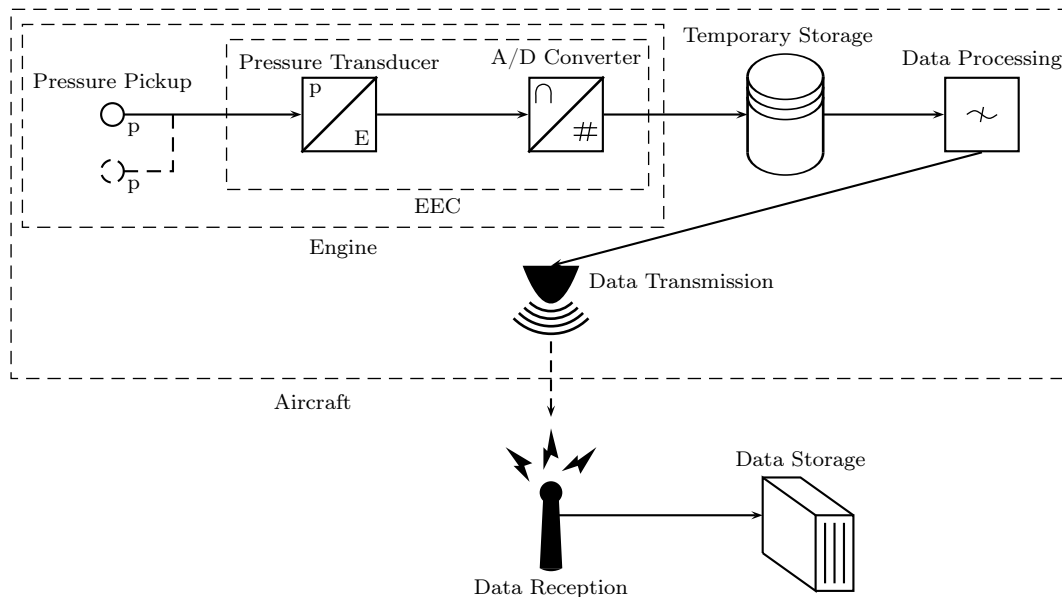 Temporary Storage
A/D Converter
Data Processing
Pressure Transducer
Pressure Pickup
p
E
∩
#
p
p
EEC
Engine
Data Transmission
Aircraft
Data Storage
Data Reception